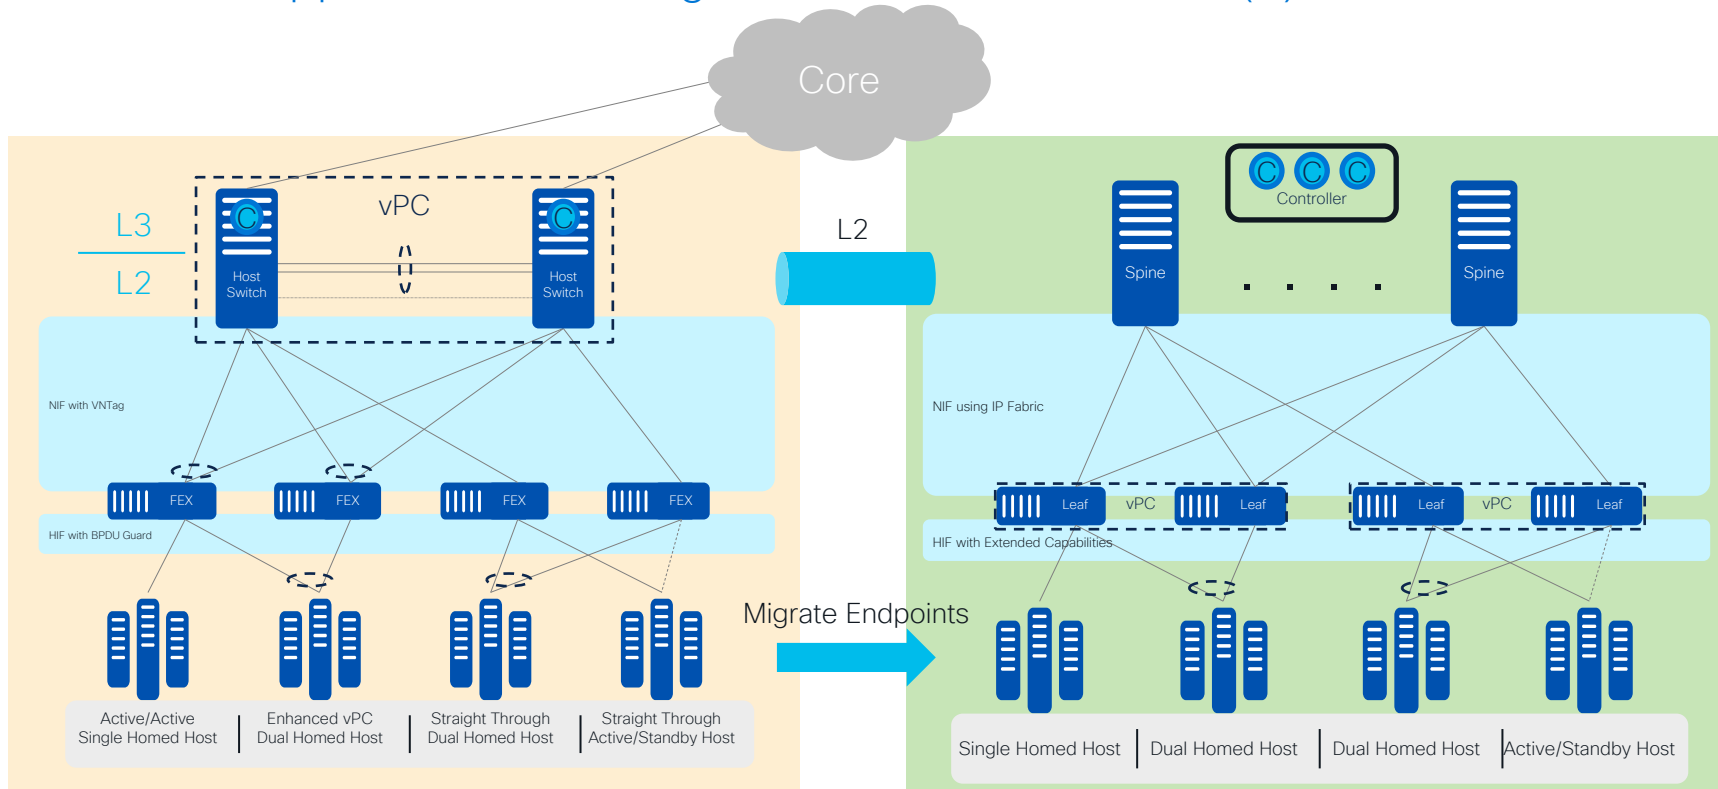 Core
vPC
L3
L2
C
C
Host
Switch
Host
Switch
NIF with VNTag
FEX
FEX
FEX
FEX
HIF with BPDU Guard
Active/Active
Single Homed Host
Enhanced vPC
Dual Homed Host
Straight Through
Dual Homed Host
Straight Through
Active/Standby Host
L2
Migrate Endpoints
C
C
C
Controller
Spine
. . . .
Spine
NIF using IP Fabric
Leaf
vPC
Leaf
Leaf
vPC
Leaf
HIF with Extended Capabilities
Single Homed Host
Dual Homed Host
Dual Homed Host
Active/Standby Host